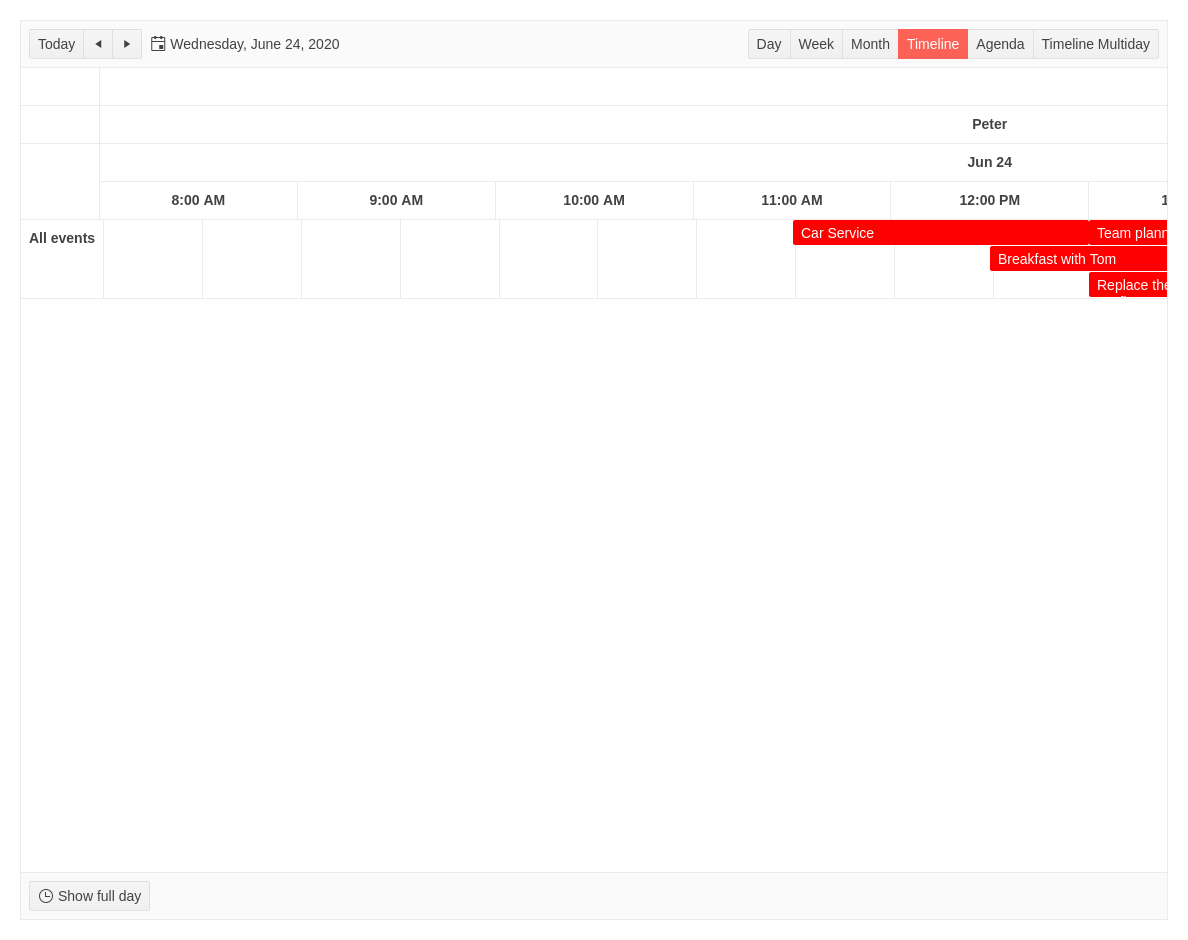 Today Wednesday, June 24, 2020 Day Week Month Timeline Agenda Timeline Multiday
Peter
Jun 24
8:00 AM 9:00 AM 10:00 AM 11:00 AM 12:00 PM 1
All events Car Service Team plann
Breakfast with Tom
Replace the
Show full day